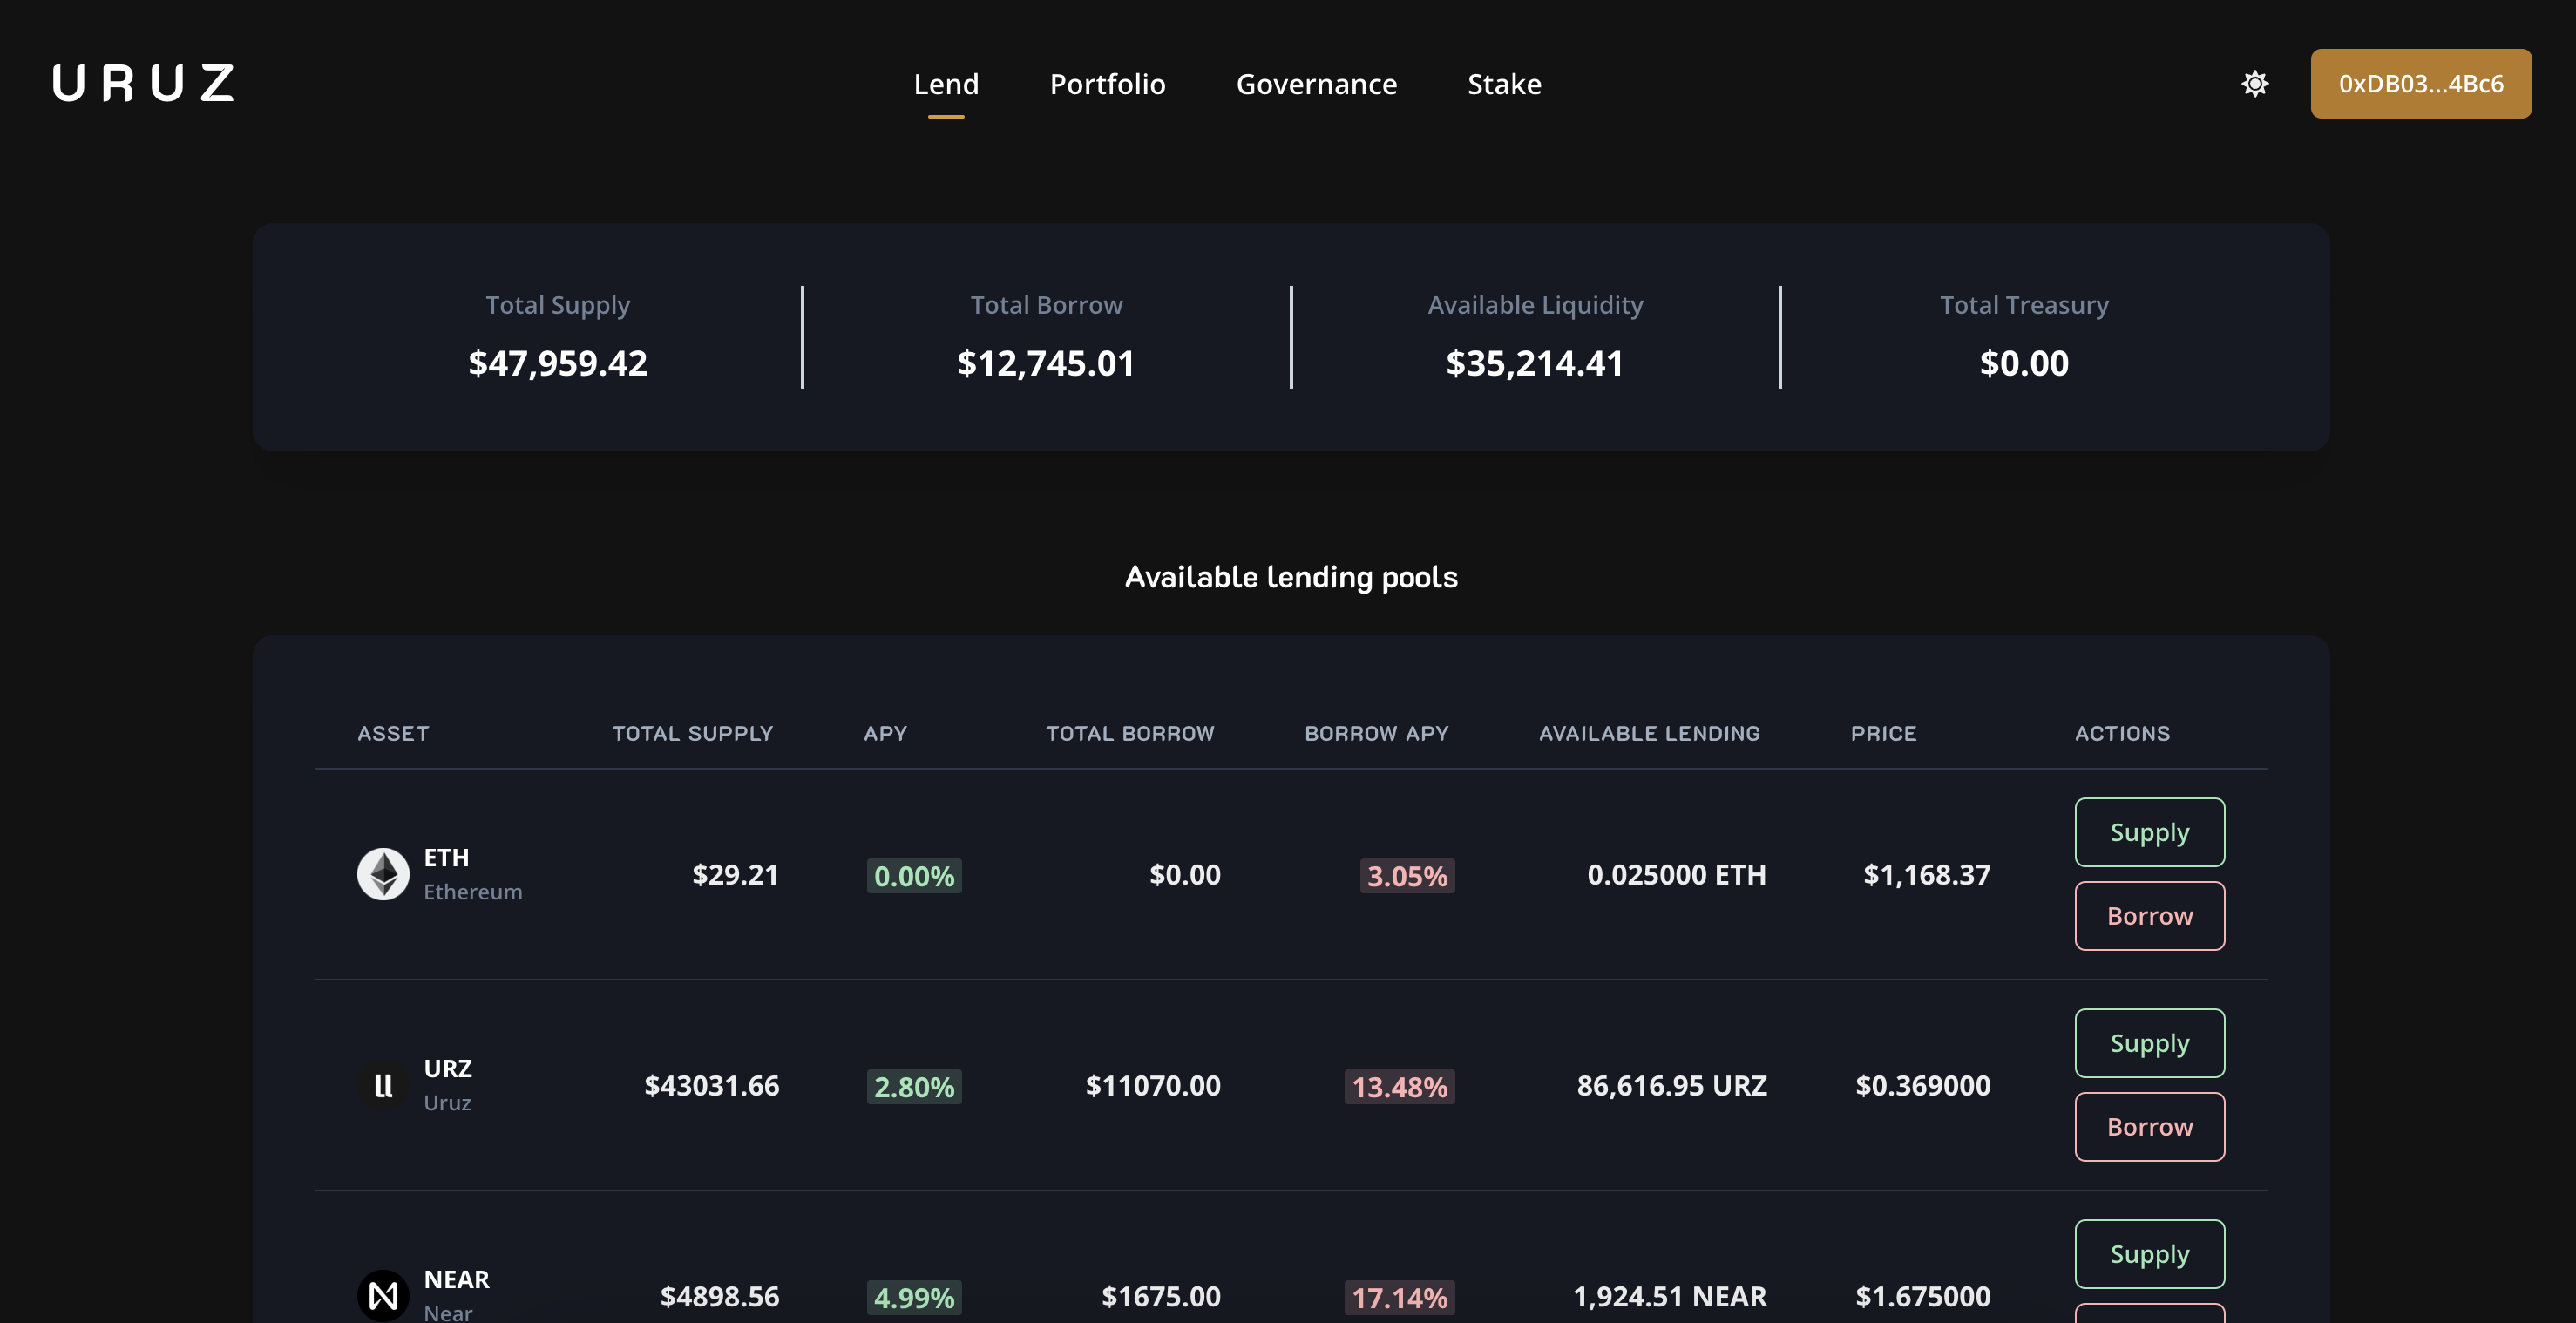 URUZ
Lend Portfolio Governance Stake
0xDB03...4Bc6
Total Supply Total Borrow Available Liquidity Total Treasury
$47,959.42 $12,745.01 $35,214.41 $0.00
Available lending pools
ASSET TOTAL SUPPLY APY TOTAL BORROW BORROW APY AVAILABLE LENDING PRICE ACTIONS
ETH
Ethereum
$29.21 0.00% $0.00 3.05% 0.025000 ETH $1,168.37
Supply
Borrow
URZ
Uruz
$43031.66 2.80% $11070.00 13.48% 86,616.95 URZ $0.369000
Supply
Borrow
NEAR
Near
$4898.56 4.99% $1675.00 17.14% 1,924.51 NEAR $1.675000
Supply